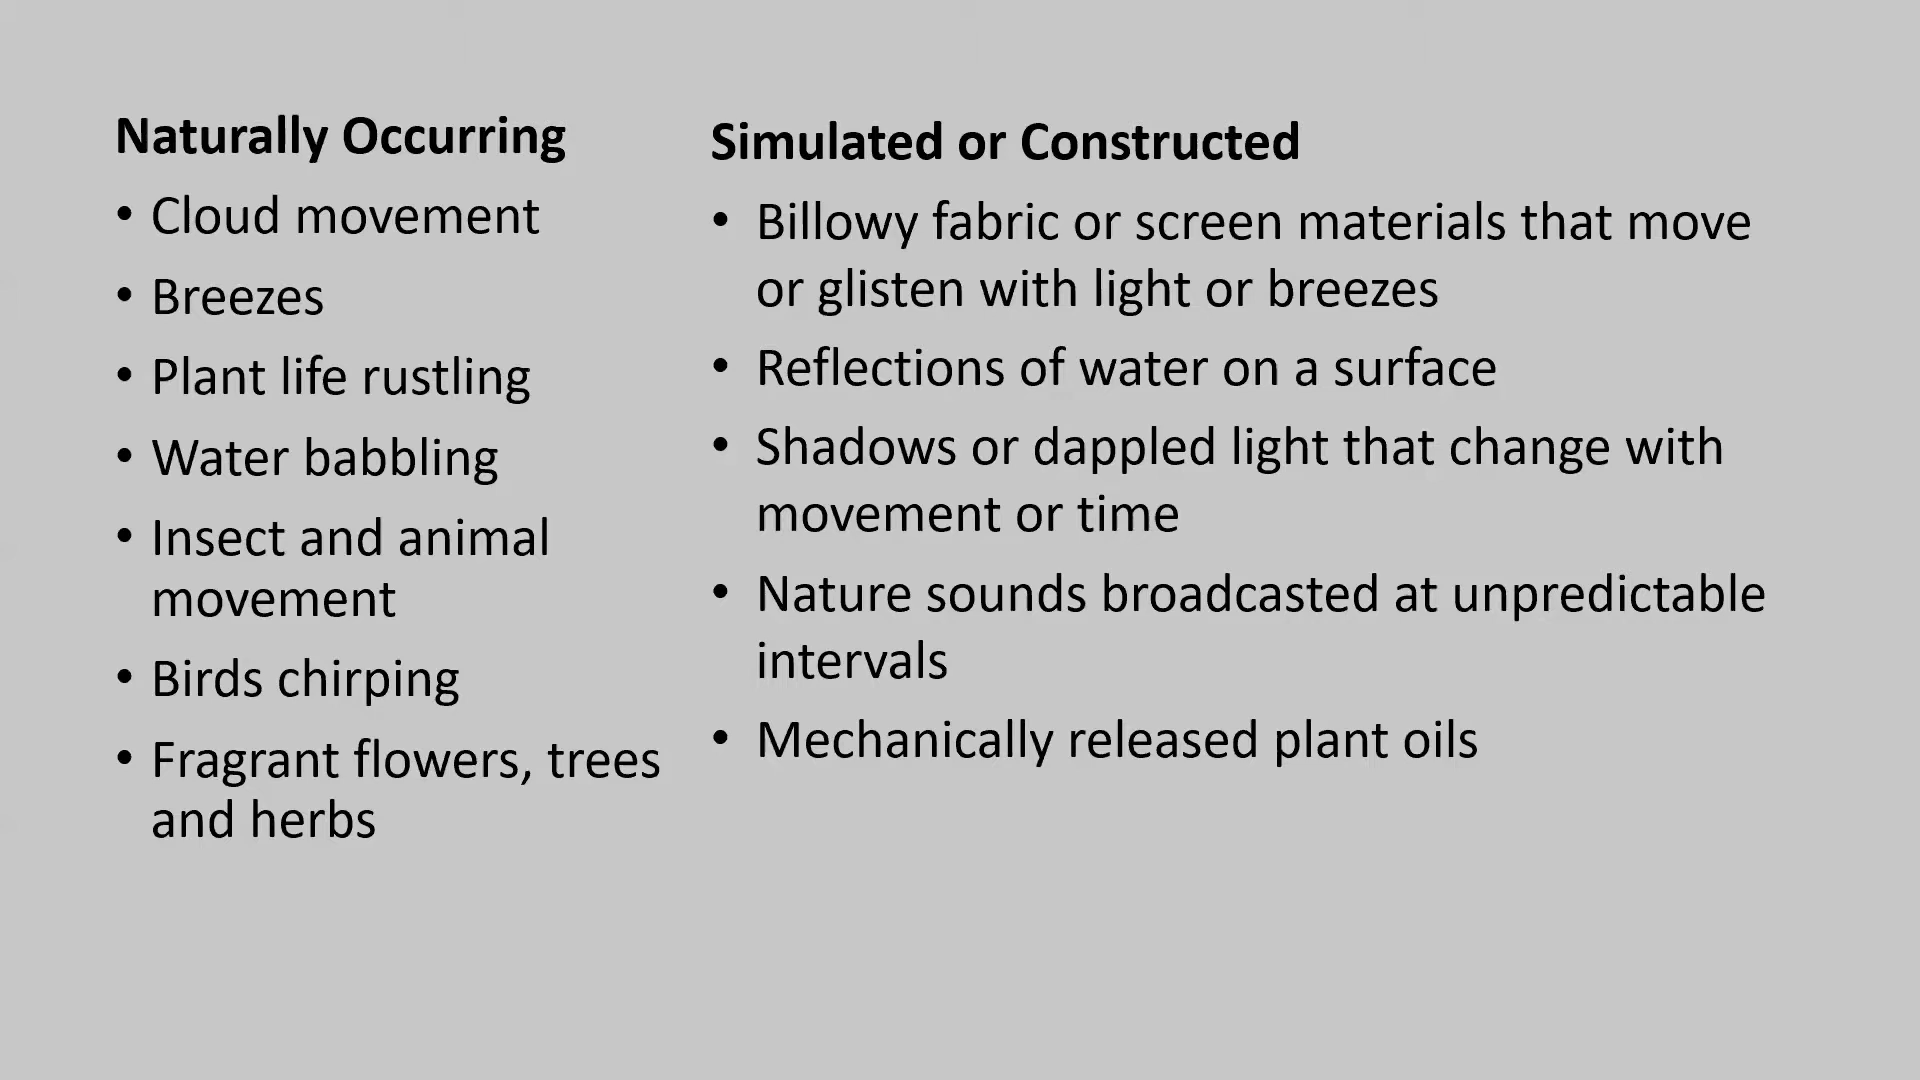 Naturally Occurring
• Cloud movement
• Breezes
• Plant life rustling
• Water babbling
• Insect and animal
movement
• Birds chirping
• Fragrant flowers, trees
and herbs
Simulated or Constructed
• Billowy fabric or screen materials that move
or glisten with light or breezes
• Reflections of water on a surface
• Shadows or dappled light that change with
movement or time
• Nature sounds broadcasted at unpredictable
intervals
• Mechanically released plant oils